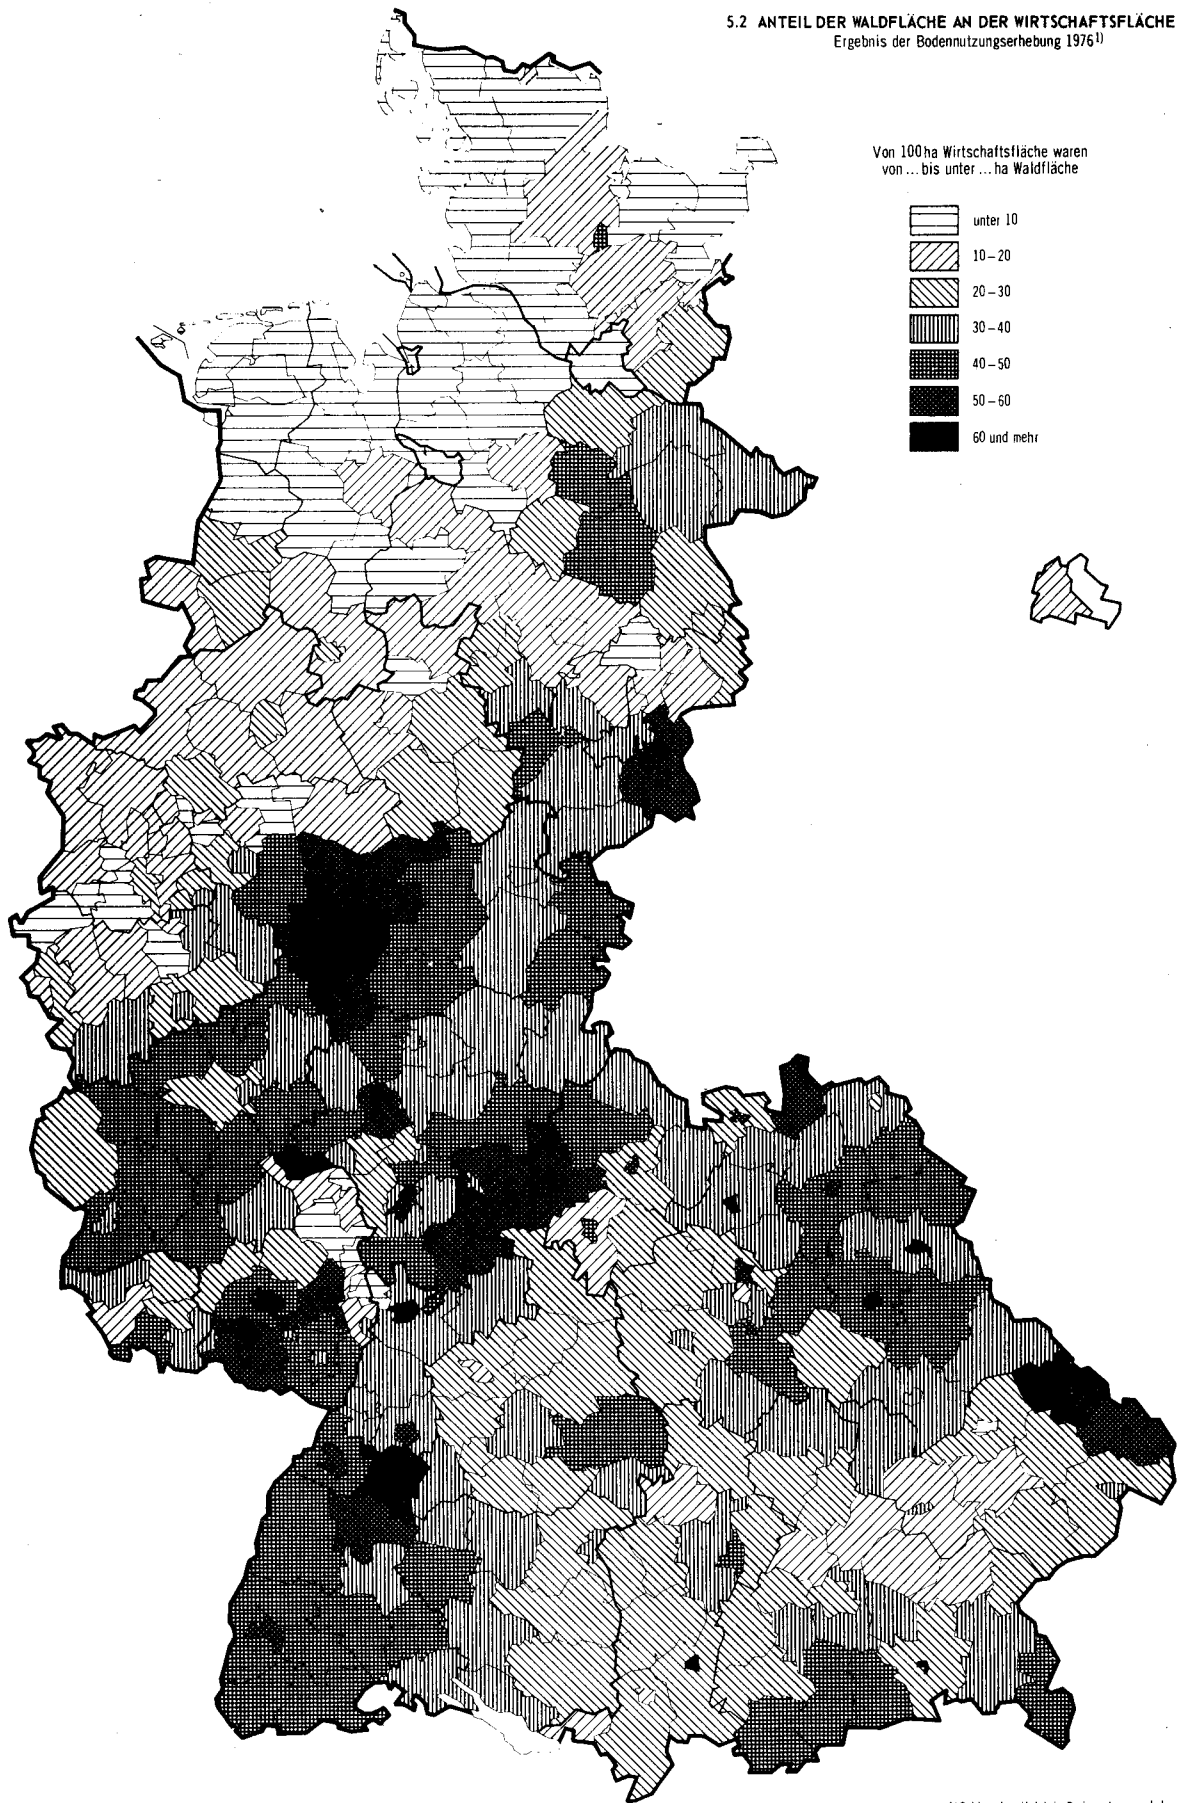 5.2 ANTEIL DER WALDFLÄCHE AN DER WIRTSCHAFTSFLÄCHE
Ergebnis der Bodennutzungserhebung 1976¹⁾
Von 100 ha Wirtschaftsfläche waren
von ... bis unter ... ha Waldfläche
unter 10
10–20
20–30
30–40
40–50
50–60
60 und mehr